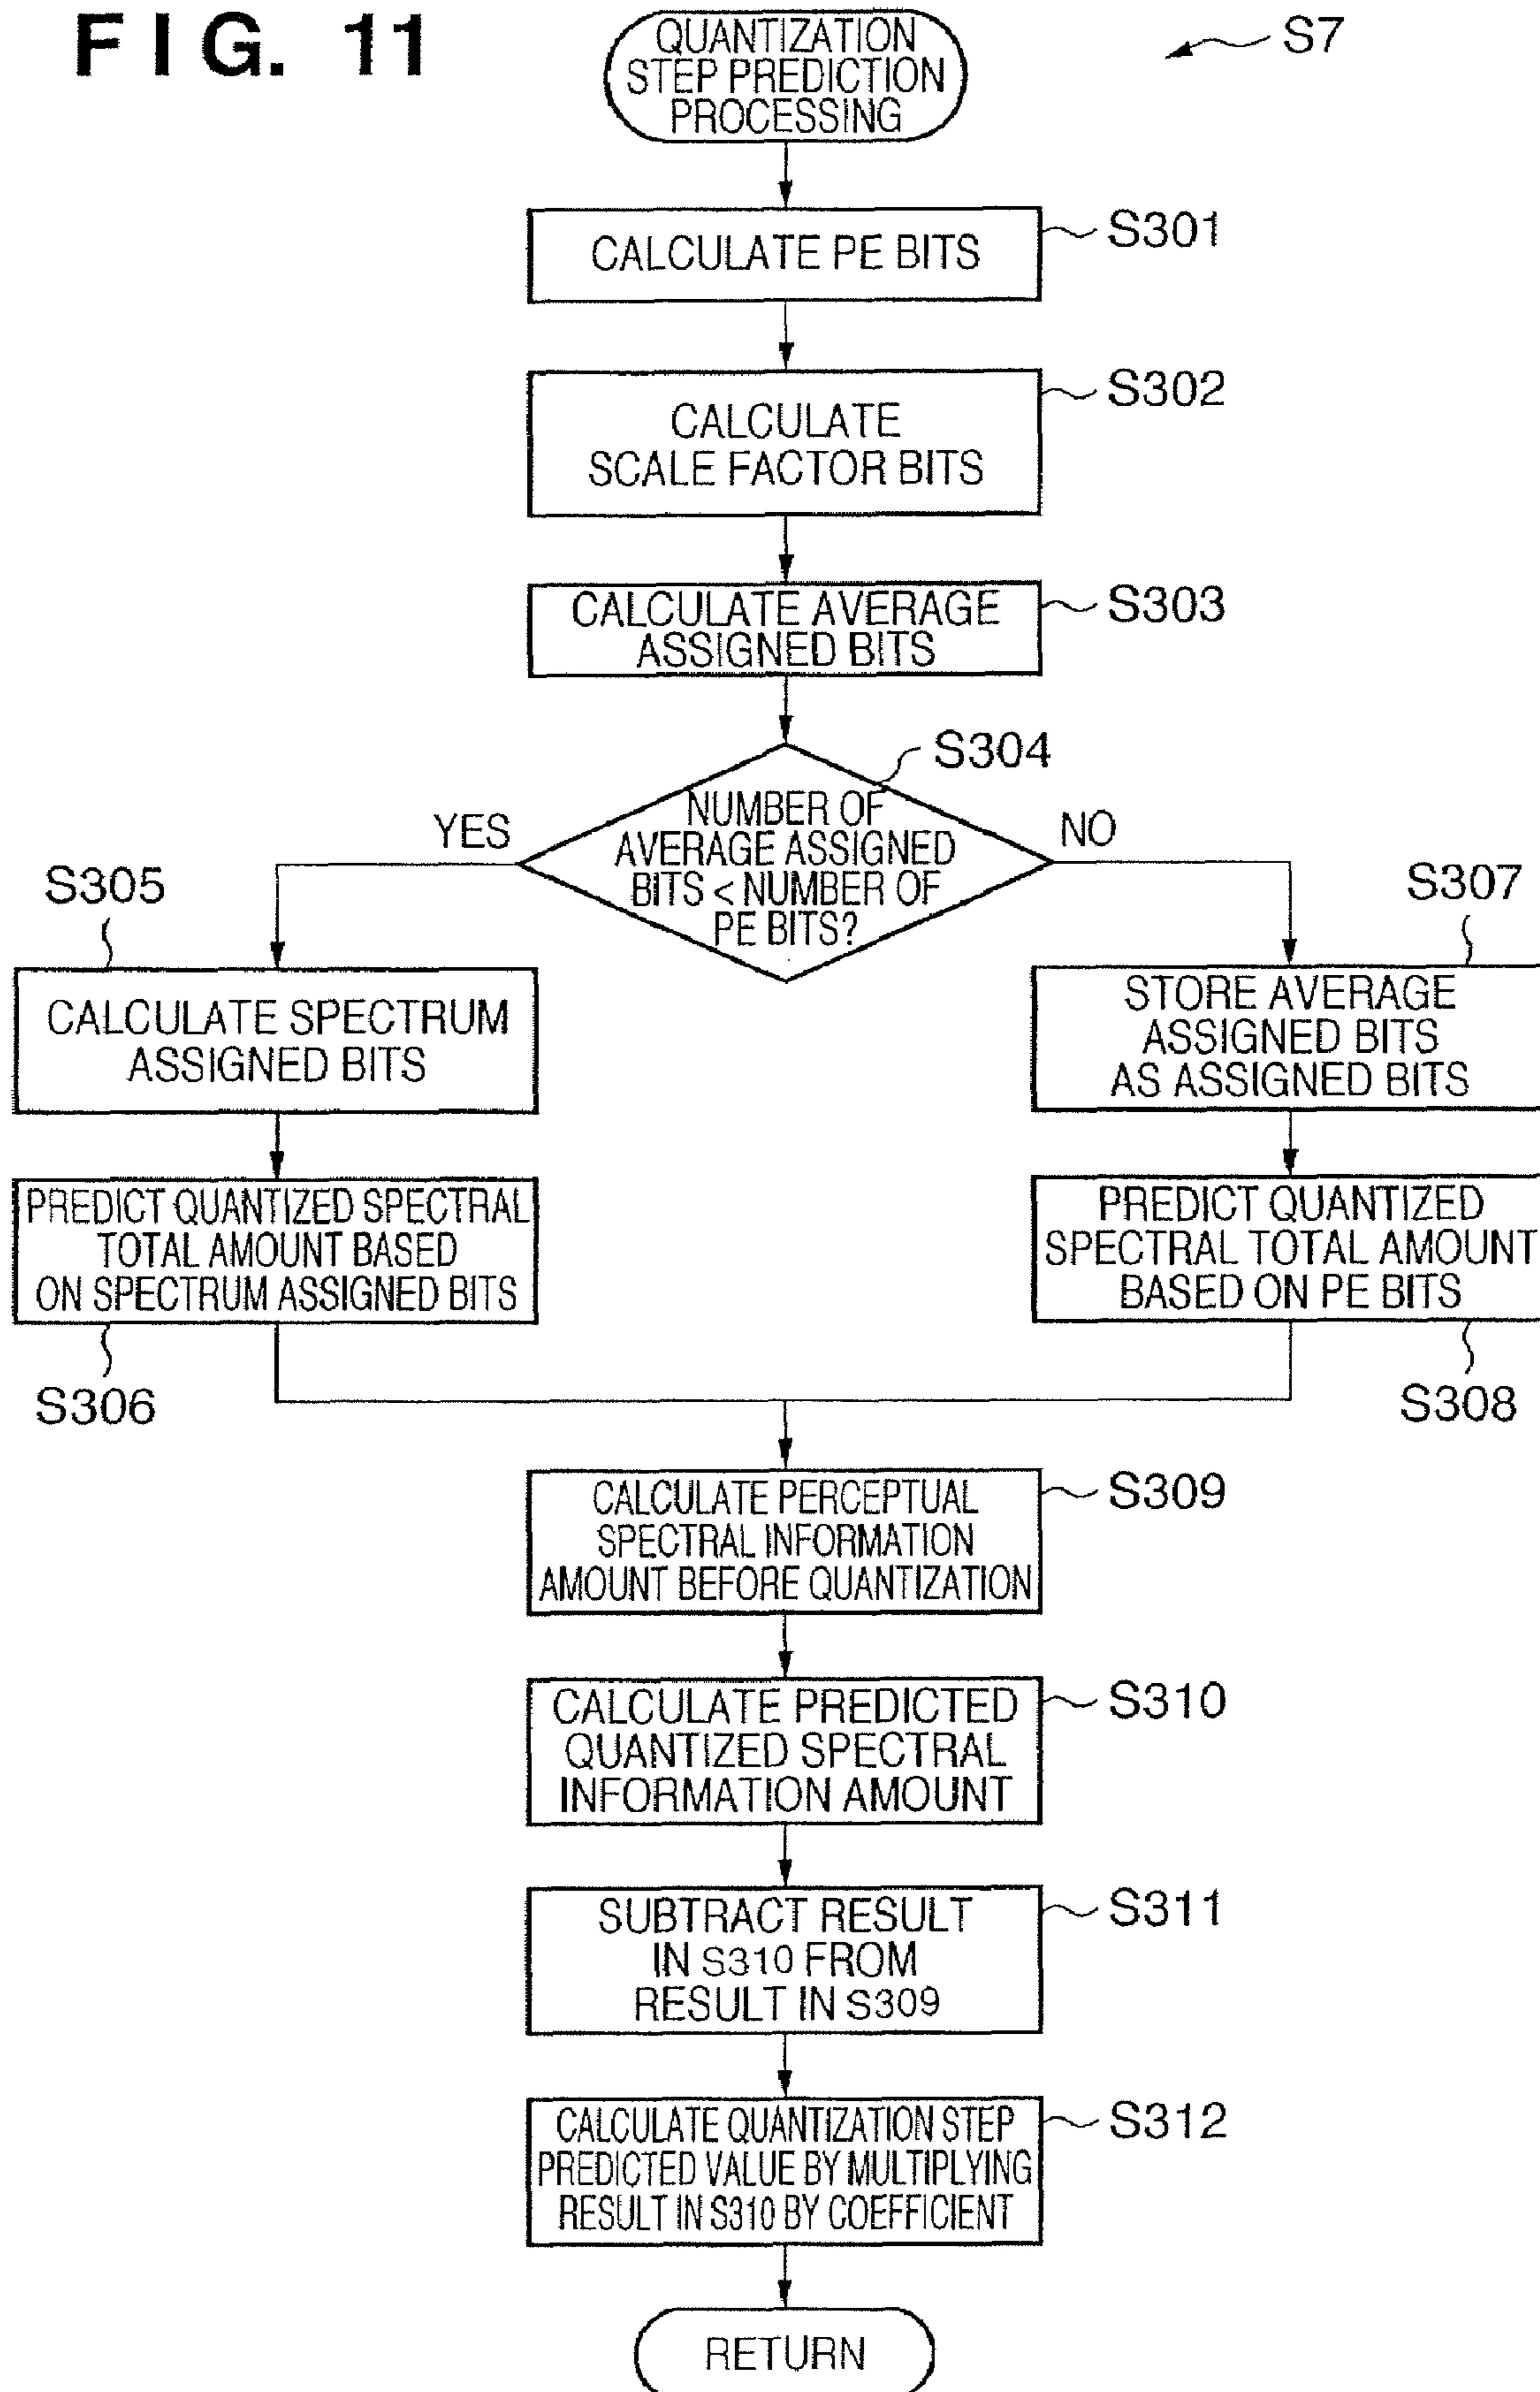 FIG. 11
S7
QUANTIZATION
STEP PREDICTION
PROCESSING
CALCULATE PE BITS
S301
CALCULATE
SCALE FACTOR BITS
S302
CALCULATE AVERAGE
ASSIGNED BITS
S303
S304
NUMBER OF
AVERAGE ASSIGNED
BITS < NUMBER OF
PE BITS?
YES
NO
S305
CALCULATE SPECTRUM
ASSIGNED BITS
PREDICT QUANTIZED SPECTRAL
TOTAL AMOUNT BASED
ON SPECTRUM ASSIGNED BITS
S306
S307
STORE AVERAGE
ASSIGNED BITS
AS ASSIGNED BITS
PREDICT QUANTIZED
SPECTRAL TOTAL AMOUNT
BASED ON PE BITS
S308
CALCULATE PERCEPTUAL
SPECTRAL INFORMATION
AMOUNT BEFORE QUANTIZATION
S309
CALCULATE PREDICTED
QUANTIZED SPECTRAL
INFORMATION AMOUNT
S310
SUBTRACT RESULT
IN S310 FROM
RESULT IN S309
S311
CALCULATE QUANTIZATION STEP
PREDICTED VALUE BY MULTIPLYING
RESULT IN S310 BY COEFFICIENT
S312
RETURN